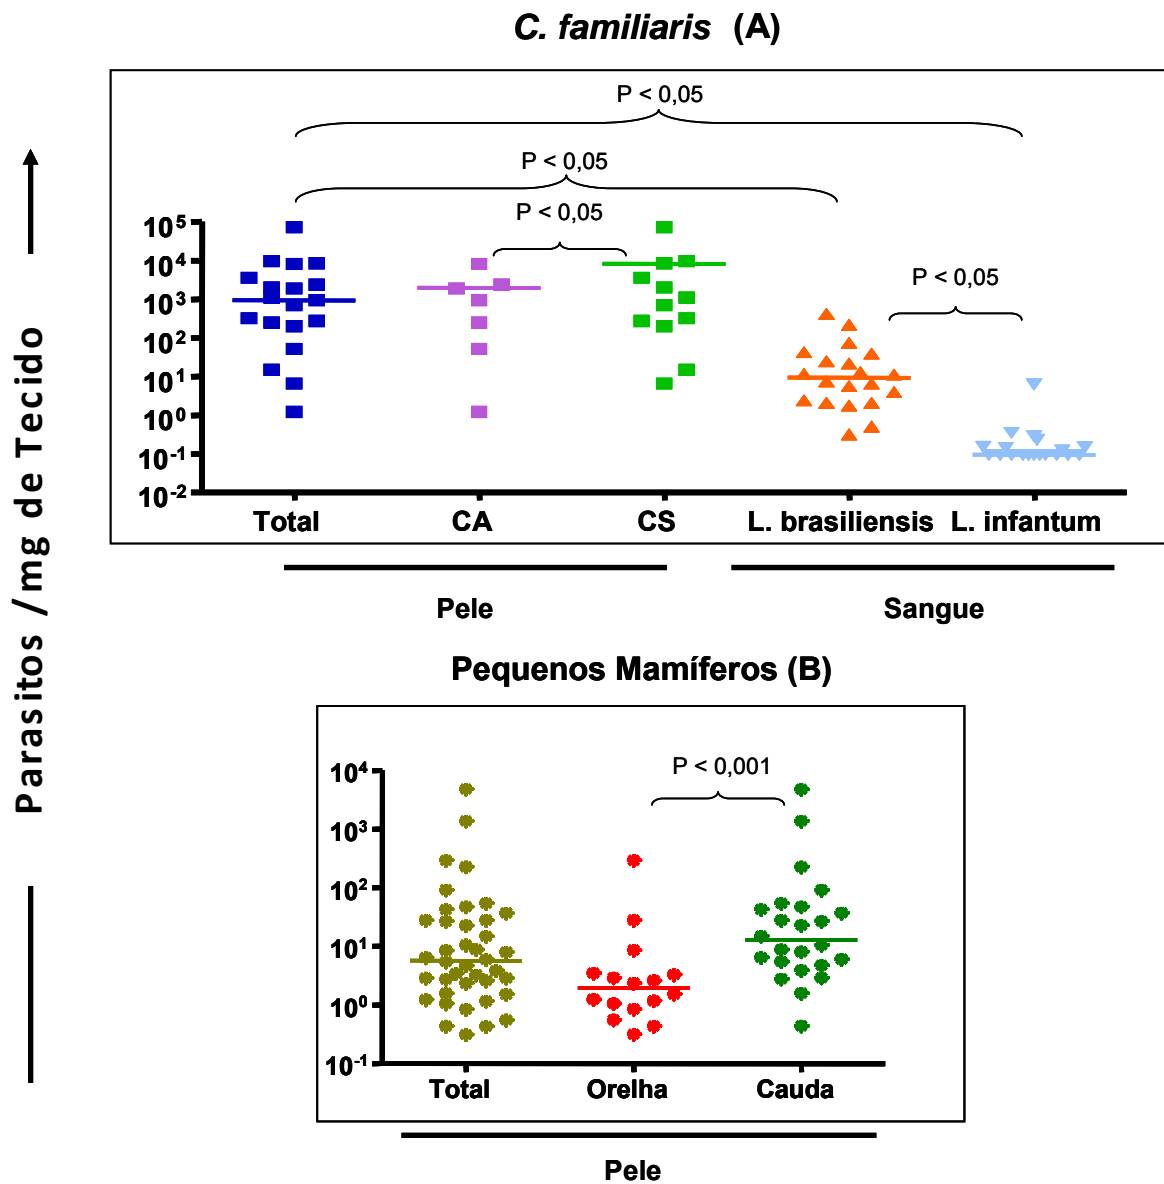 C. familiaris (A)
P < 0,05
P < 0,05
P < 0,05
P < 0,05
10⁵
10⁴
10³
10²
10¹
10⁰
10⁻¹
10⁻²
Total CA CS L. brasiliensis L. infantum
Pele Sangue
Parasitos /mg de Tecido
Pequenos Mamíferos (B)
P < 0,001
10⁴
10³
10²
10¹
10⁰
10⁻¹
Total Orelha Cauda
Pele